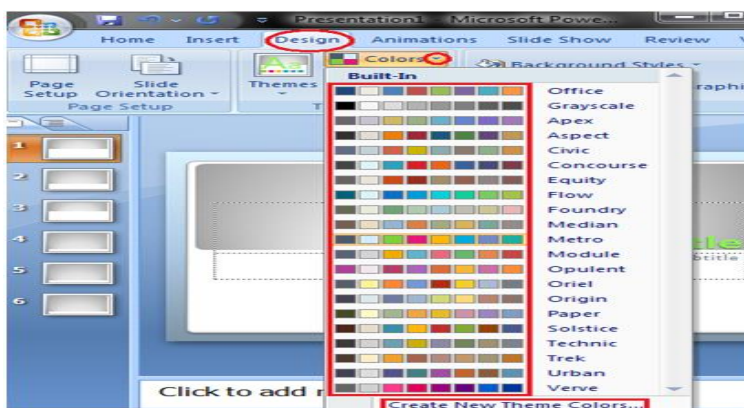 Presentation1 Microsoft Powe...
Home Insert Design Animations Slide Show Review
Colors
Background Styles
Page Setup
Slide Orientation
Themes
Page Setup
Built-In
Office
Grayscale
Apex
Aspect
Civic
Concourse
Equity
Flow
Foundry
Median
Metro
Module
Opulent
Oriel
Origin
Paper
Solstice
Technic
Trek
Urban
Verve
Create New Theme Colors...
1
2
3
4
5
6
Click to add